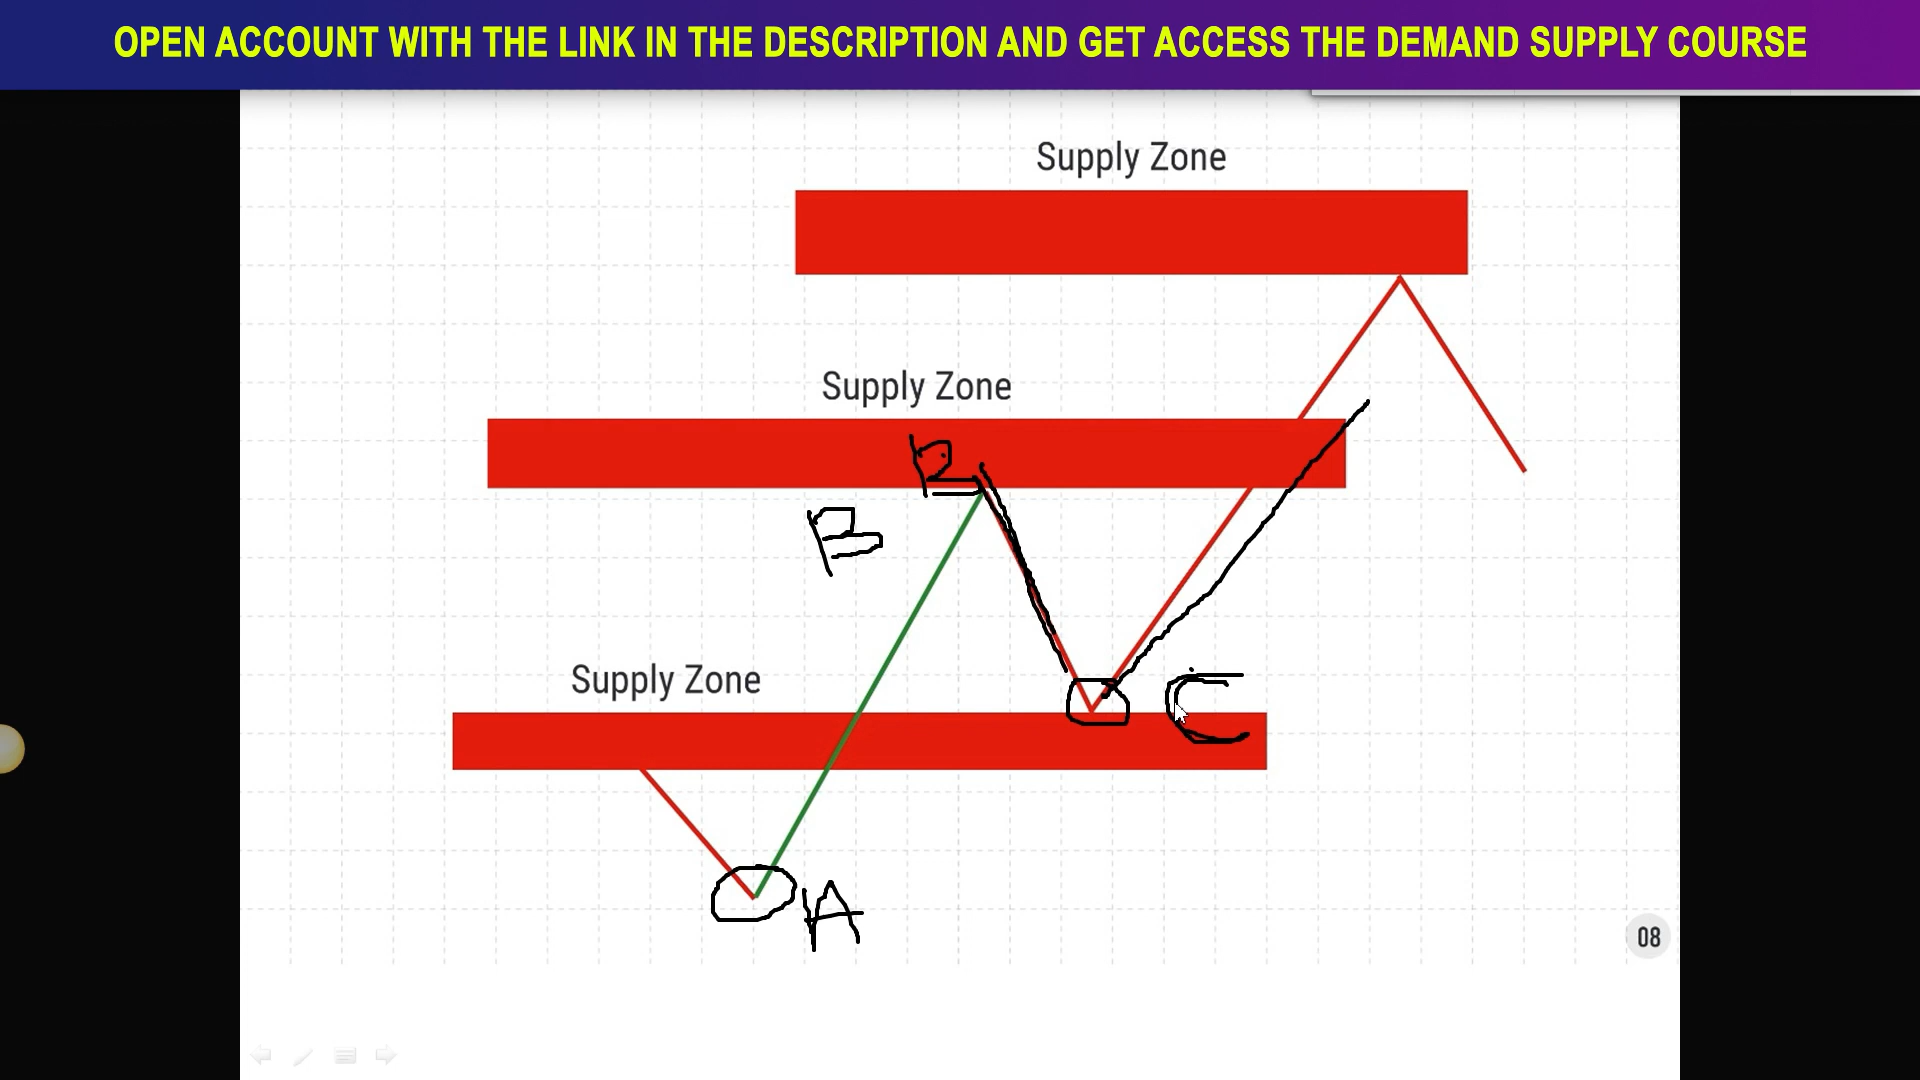 OPEN ACCOUNT WITH THE LINK IN THE DESCRIPTION AND GET ACCESS THE DEMAND SUPPLY COURSE
Supply Zone
Supply Zone
B
B
Supply Zone
C
A
08